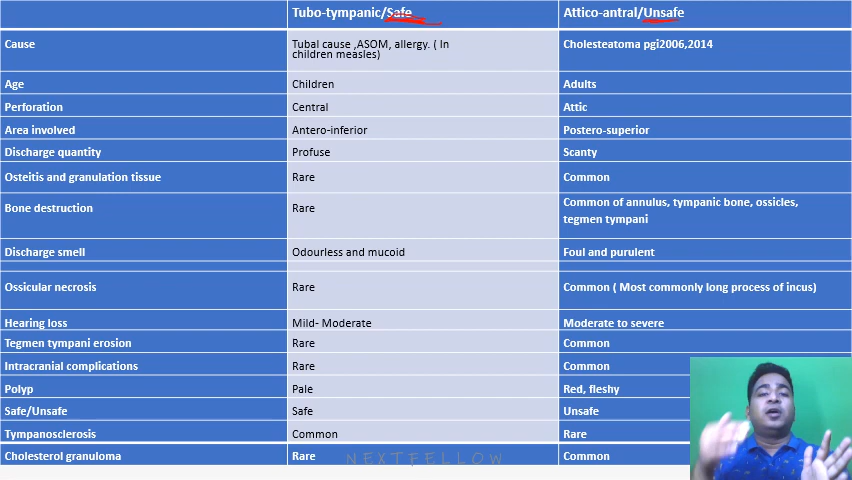 Tubo-tympanic/Safe Attico-antral/Unsafe
Cause Tubal cause ,ASOM, allergy. ( In Cholesteatoma pgi2006,2014
children measles)
Age Children Adults
Perforation Central Attic
Area involved Antero-inferior Postero-superior
Discharge quantity Profuse Scanty
Osteitis and granulation tissue Rare Common
Bone destruction Rare Common of annulus, tympanic bone, ossicles,
tegmen tympani
Discharge smell Odourless and mucoid Foul and purulent
Ossicular necrosis Rare Common ( Most commonly long process of incus)
Hearing loss Mild- Moderate Moderate to severe
Tegmen tympani erosion Rare Common
Intracranial complications Rare Common
Polyp Pale Red, fleshy
Safe/Unsafe Safe Unsafe
Tympanosclerosis Common Rare
Cholesterol granuloma Rare Common
NEXTFELLOW